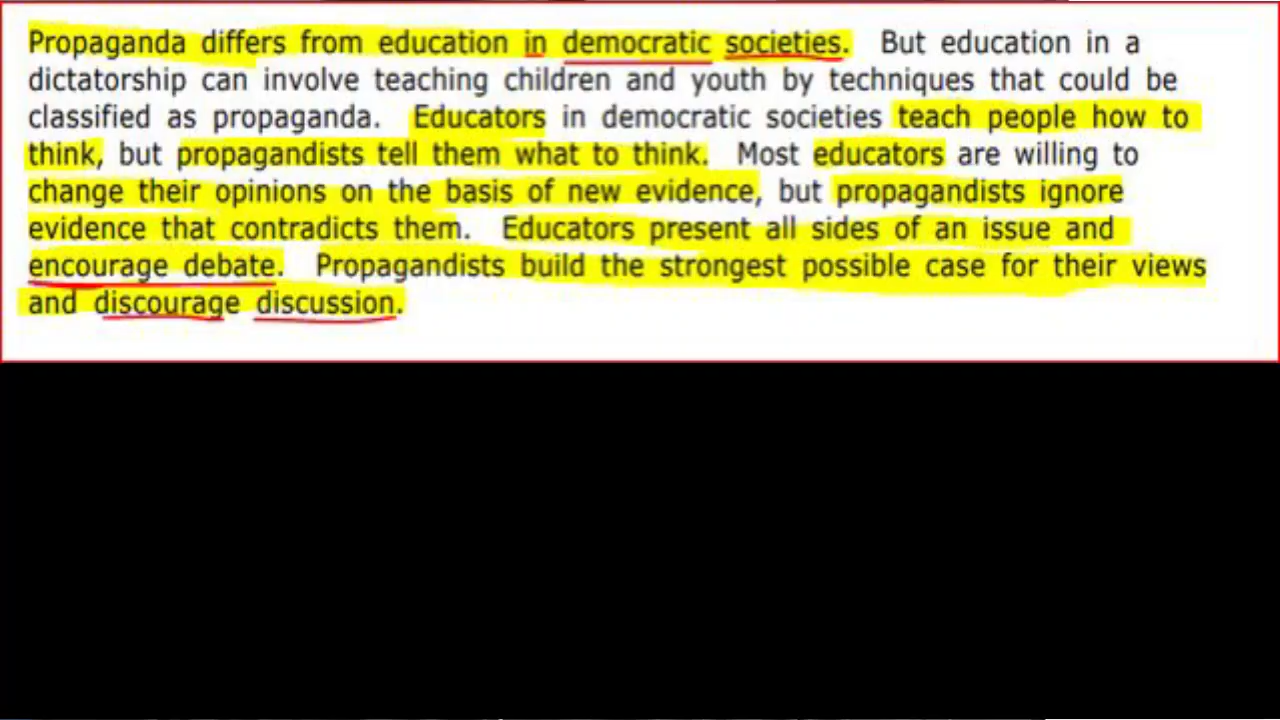 Propaganda differs from education in democratic societies. But education in a
dictatorship can involve teaching children and youth by techniques that could be
classified as propaganda. Educators in democratic societies teach people how to
think, but propagandists tell them what to think. Most educators are willing to
change their opinions on the basis of new evidence, but propagandists ignore
evidence that contradicts them. Educators present all sides of an issue and
encourage debate. Propagandists build the strongest possible case for their views
and discourage discussion.